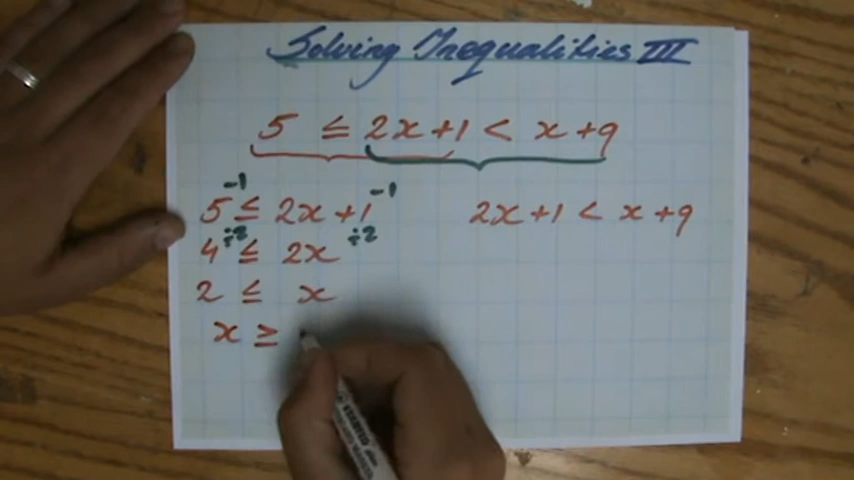 Solving Inequalities III
5 ≤ 2x+1 < x+9
-1 -1
5 ≤ 2x+1 2x+1 < x+9
÷2 ÷2
4 ≤ 2x
2 ≤ x
x ≥